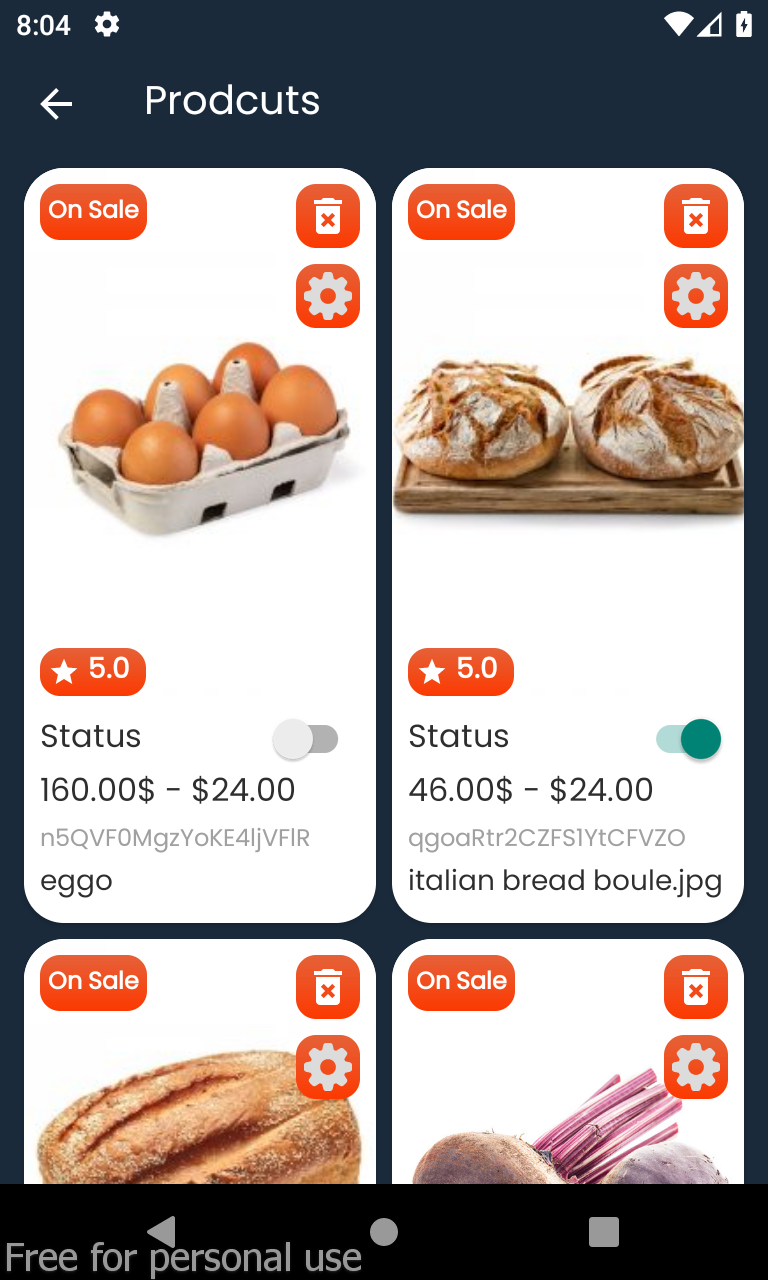 8:04
Prodcuts
On Sale
On Sale
5.0
5.0
Status
Status
160.00$ - $24.00
46.00$ - $24.00
n5QVF0MgzYoKE4ljVFlR
qgoaRtr2CZFS1YtCFVZO
eggo
italian bread boule.jpg
On Sale
On Sale
Free for personal use